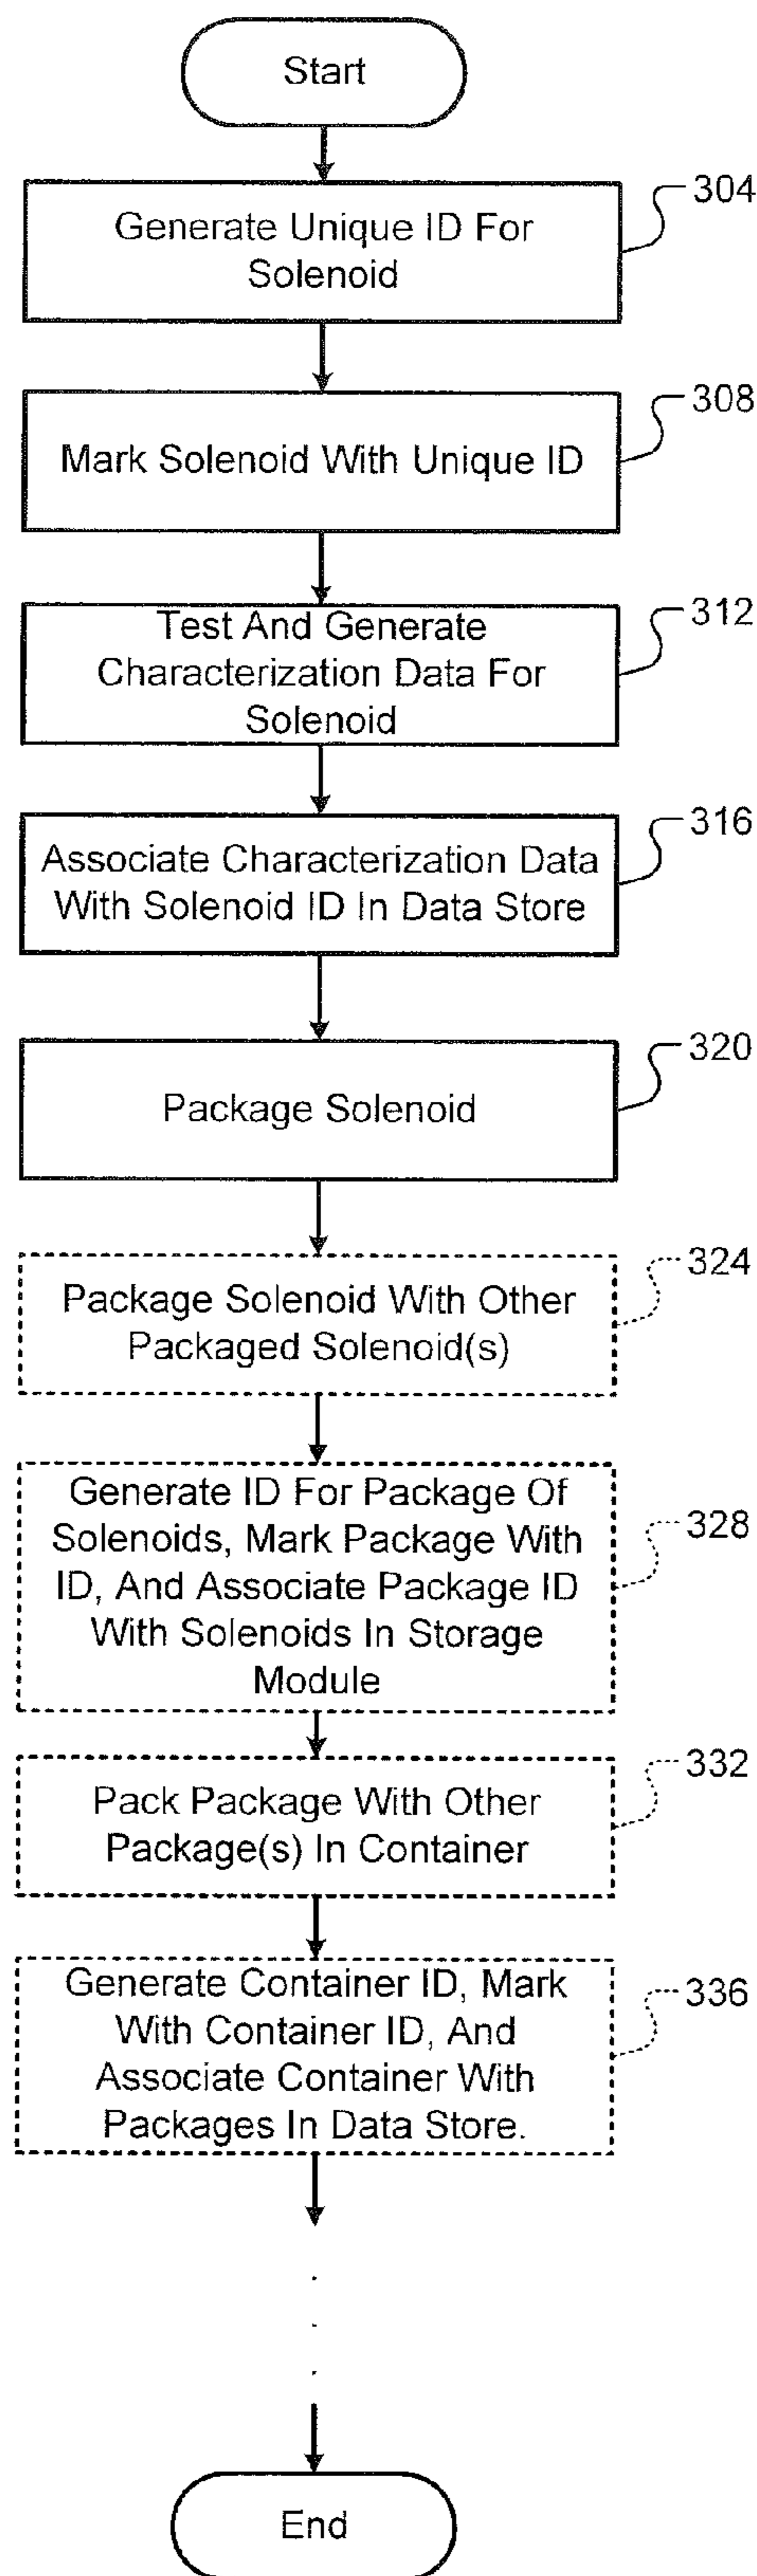 Start
304
Generate Unique ID For
Solenoid
308
Mark Solenoid With Unique ID
312
Test And Generate
Characterization Data For
Solenoid
316
Associate Characterization Data
With Solenoid ID In Data Store
320
Package Solenoid
324
Package Solenoid With Other
Packaged Solenoid(s)
328
Generate ID For Package Of
Solenoids, Mark Package With
ID, And Associate Package ID
With Solenoids In Storage
Module
332
Pack Package With Other
Package(s) In Container
336
Generate Container ID, Mark
With Container ID, And
Associate Container With
Packages In Data Store.
End